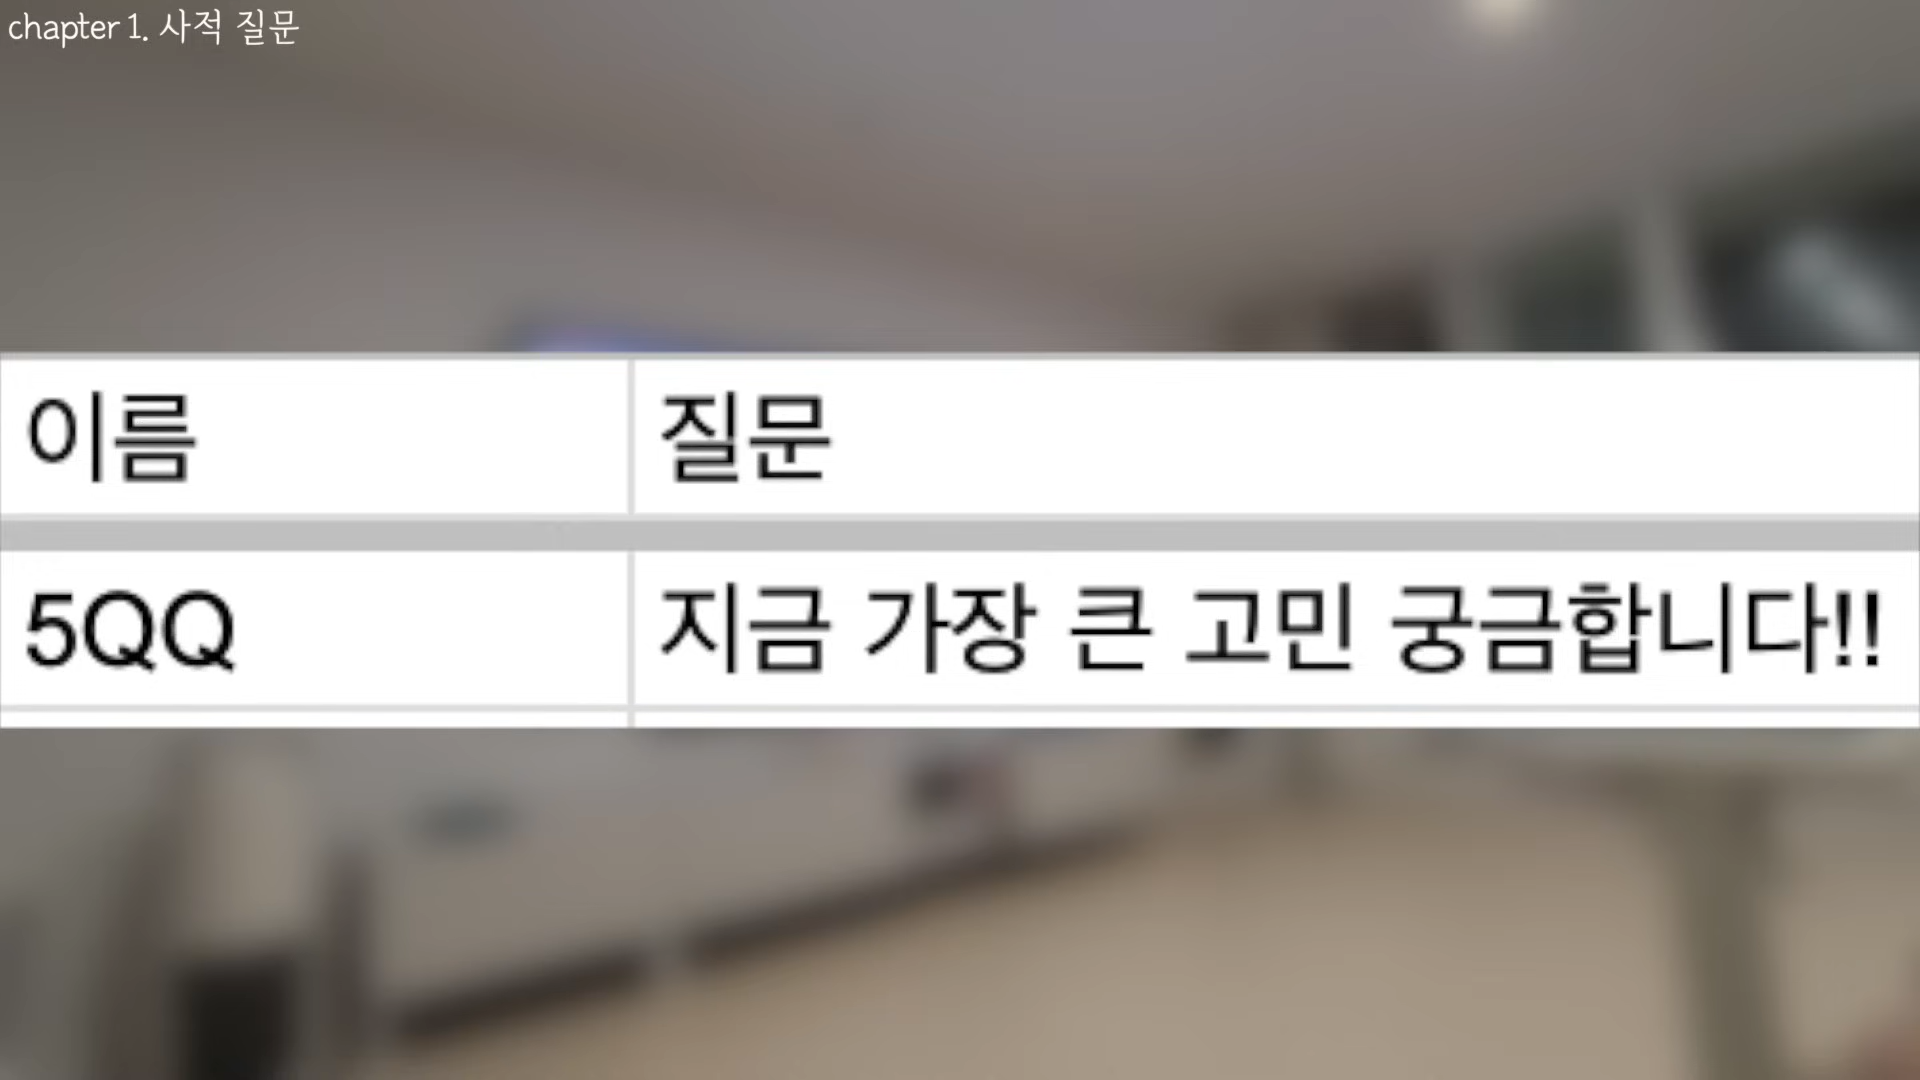 chapter 1. 사적 질문
이름 질문
5QQ 지금 가장 큰 고민 궁금합니다!!